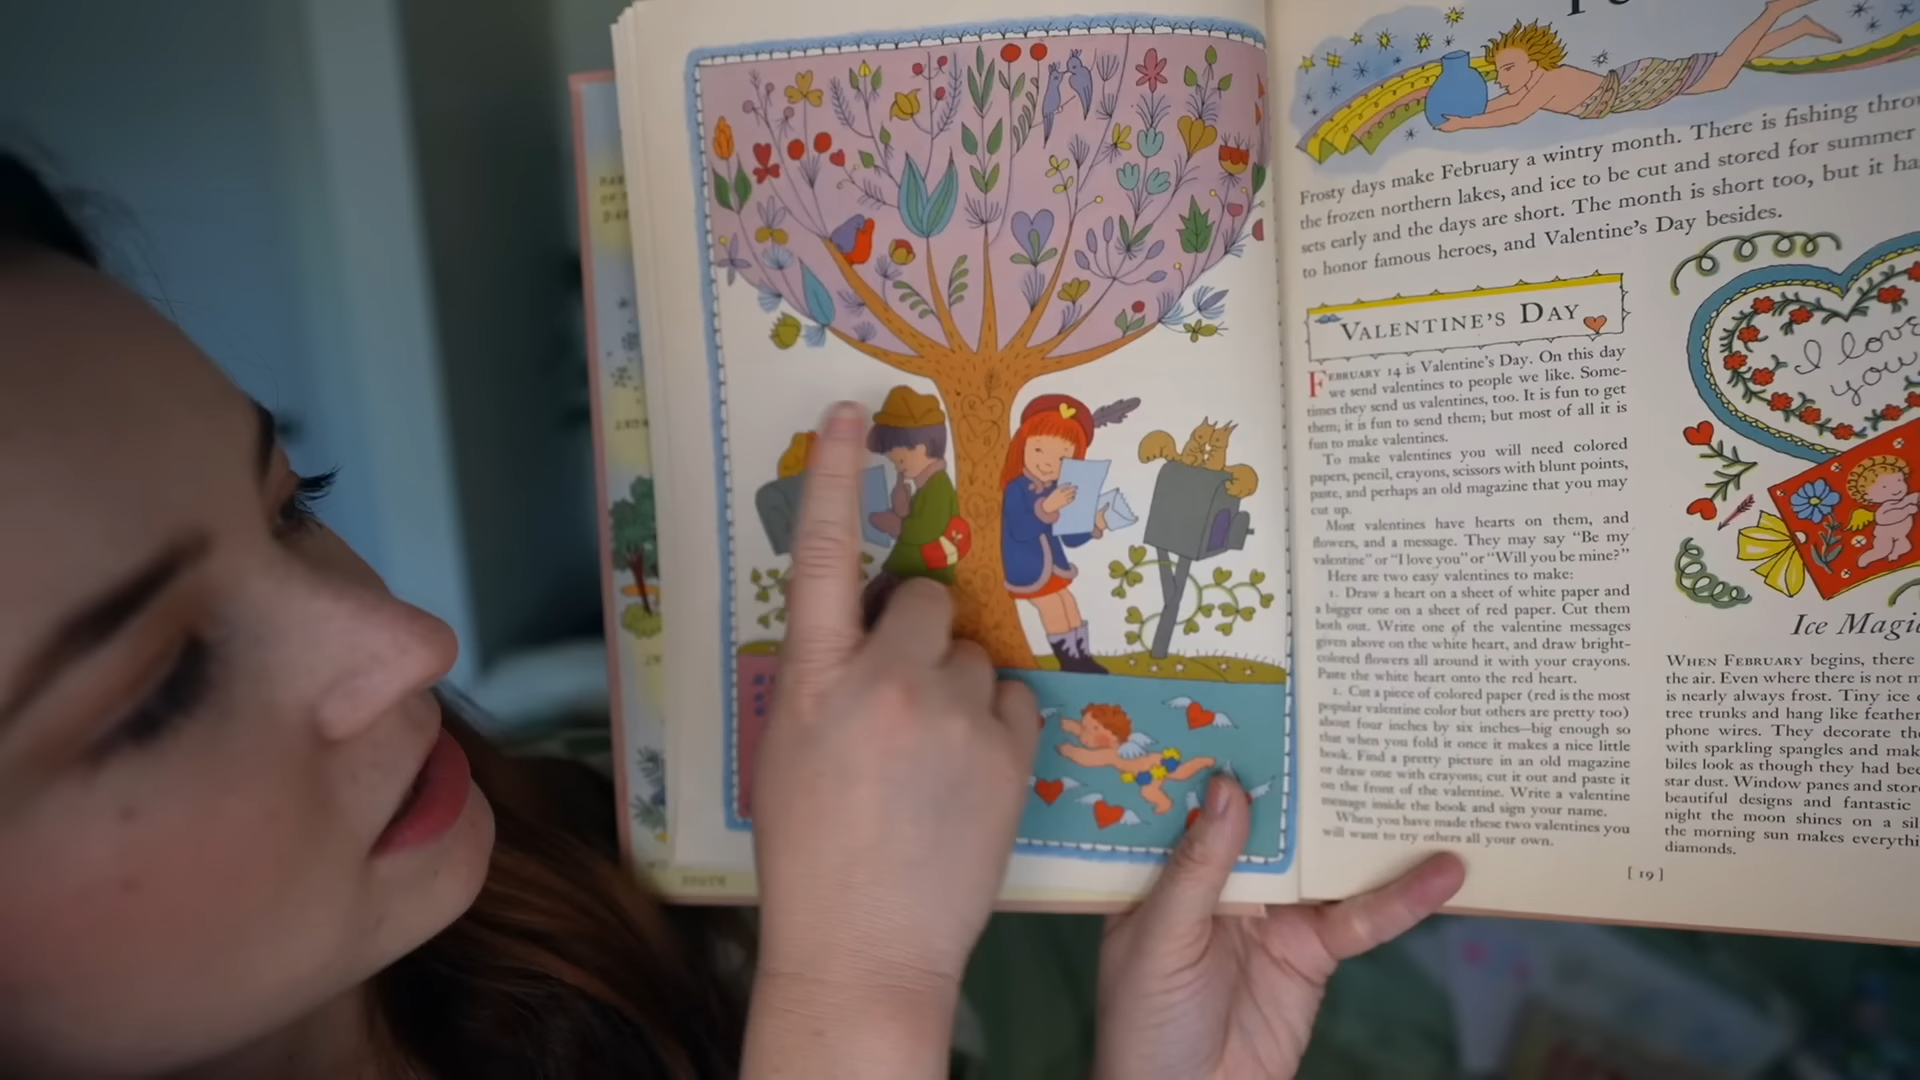 Frosty days make February a wintry month. There is fishing
the frozen northern lakes, and ice to be cut and stored for summer
sets early and the days are short. The month is short too, but it
to honor famous heroes, and Valentine's Day besides.
VALENTINE'S DAY
FEBRUARY 14 is Valentine's Day. On this day
we send valentines to people we like. Some-
times they send us valentines, too. It is fun to get
them; it is fun to send them; but most of all it is
fun to make valentines.
To make valentines you will need colored
papers, pencil, crayons, scissors with blunt points,
paste, and perhaps an old magazine that you may
cut up.
Most valentines have hearts on them, and
flowers, and a message. They may say “Be my
valentine” or “I love you” or “Will you be mine?”
Here are two easy valentines to make:
1. Draw a heart on a sheet of white paper and
a bigger one on a sheet of red paper. Cut them
both out. Write one of the valentine messages
given above on the white heart, and draw bright-
colored flowers all around it with your crayons.
Paste the white heart onto the red heart.
2. Cut a piece of colored paper (red is the most
popular valentine color but others are pretty too)
about four inches by six inches—big enough so
that when you fold it once it makes a nice little
book. Find a pretty picture in an old magazine
or draw one with crayons; cut it out and paste it
on the front of the valentine. Write a valentine
message inside the book and sign your name.
When you have made these two valentines you
will want to try others all your own.
I love
you
Ice
WHEN FEBRUARY begins, there
the air. Even where there is not
is nearly always frost. Tiny ice
tree trunks and hang like
phone wires. They decorate
with sparkling spangles and
biles look as though they had
star dust. Window panes and
beautiful designs and fantastic
night the moon shines on a
the morning sun makes
diamonds.
[ 19 ]